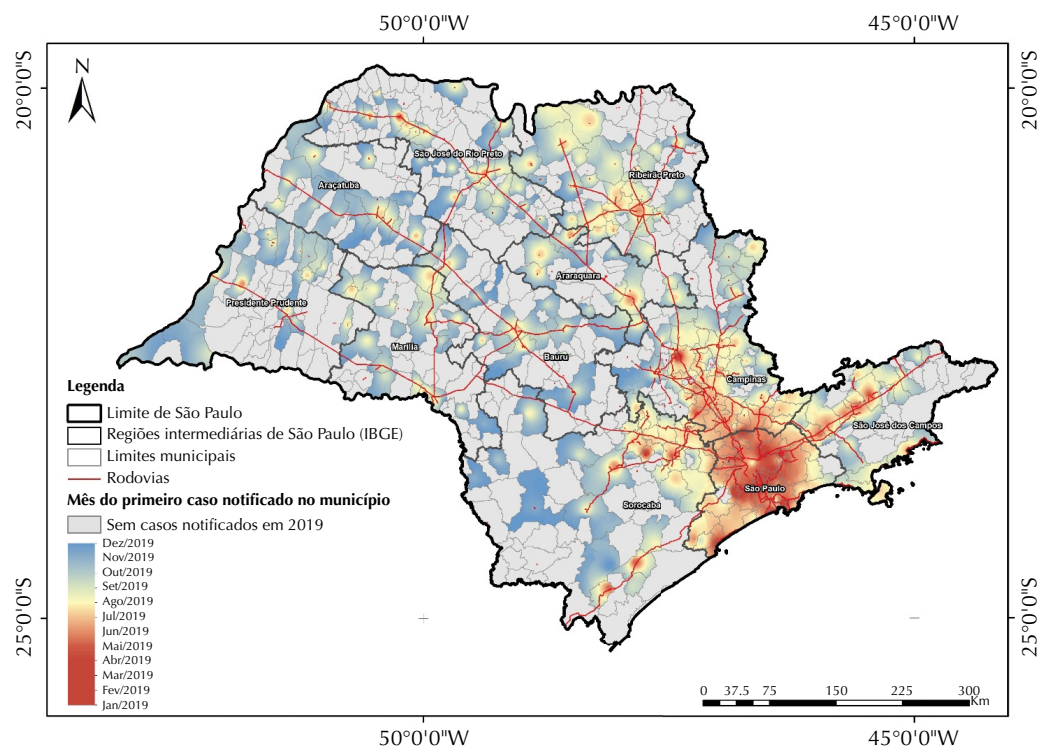 50°0'0"W 45°0'0"W
20°0'0"S 20°0'0"S
N
São José do Rio Preto
Ribeirão Preto
Araçatuba
Araraquara
Presidente Prudente
Marília
Bauru
Campinas
São José dos Campos
São Paulo
Sorocaba
Legenda
Limite de São Paulo
Regiões intermediárias de São Paulo (IBGE)
Limites municipais
Rodovias
Mês do primeiro caso notificado no município
Sem casos notificados em 2019
Dez/2019
Nov/2019
Out/2019
Set/2019
Ago/2019
Jul/2019
Jun/2019
Mai/2019
Abr/2019
Mar/2019
Fev/2019
Jan/2019
25°0'0"S 25°0'0"S
0 37.5 75 150 225 300
Km
50°0'0"W 45°0'0"W